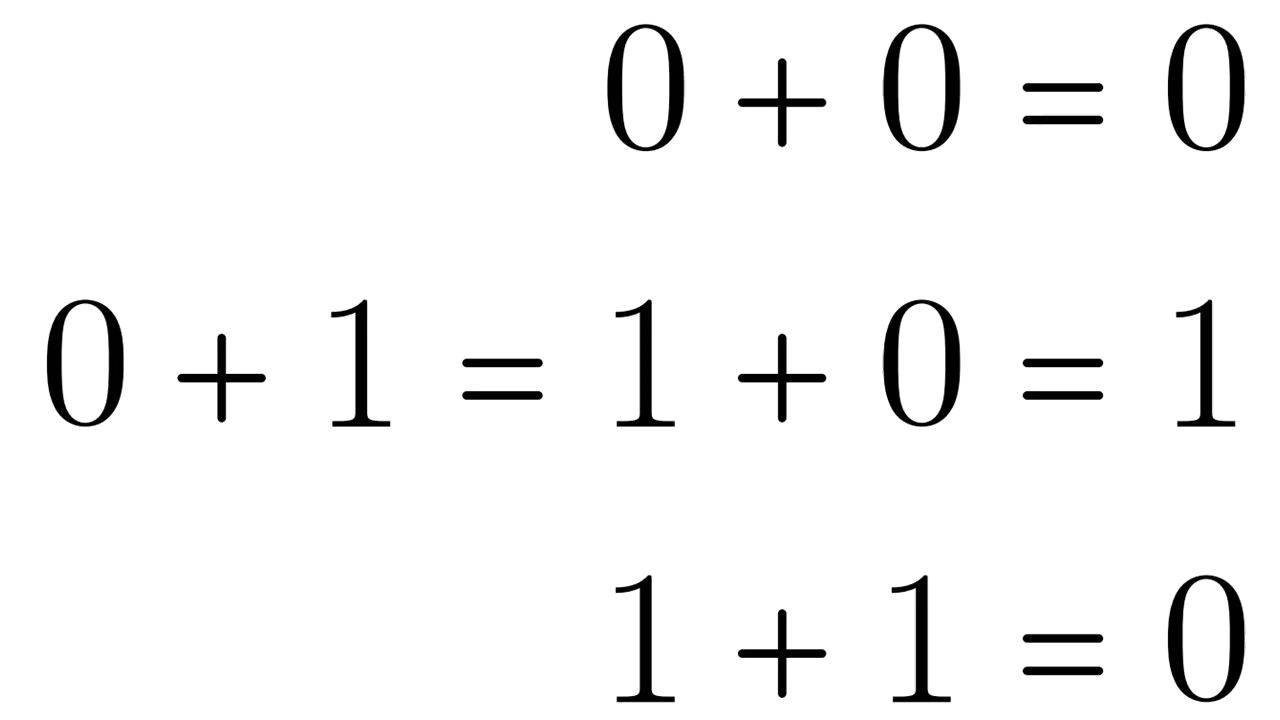 0 + 0 = 0
0 + 1 = 1 + 0 = 1
1 + 1 = 0